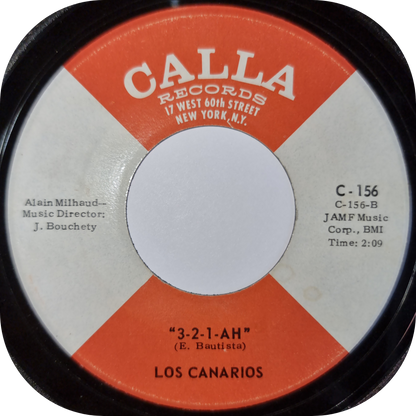 CALLA
RECORDS
17 WEST 60th STREET
NEW YORK, N.Y.
Alain Milhaud—
Music Director:
J. Bouchety
C-156
C-156-B
JAMF Music
Corp., BMI
Time: 2:09
"3-2-1-AH"
(E. Bautista)
LOS CANARIOS